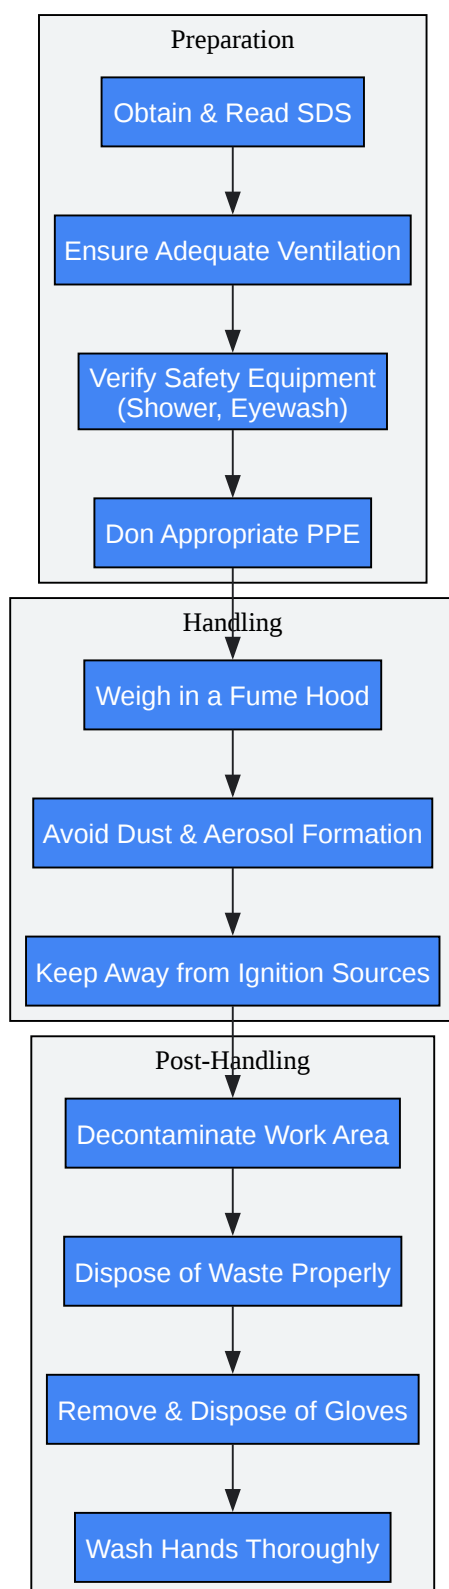 Preparation
Obtain & Read SDS
Ensure Adequate Ventilation
Verify Safety Equipment
(Shower, Eyewash)
Don Appropriate PPE
Handling
Weigh in a Fume Hood
Avoid Dust & Aerosol Formation
Keep Away from Ignition Sources
Post-Handling
Decontaminate Work Area
Dispose of Waste Properly
Remove & Dispose of Gloves
Wash Hands Thoroughly